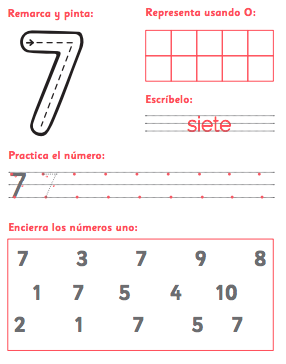 Remarca y pinta:
7
Representa usando O:
Escríbelo:
siete
Practica el número:
7 7
Encierra los números uno:
7 3 7 9 8
1 7 5 4 10
2 1 7 5 7